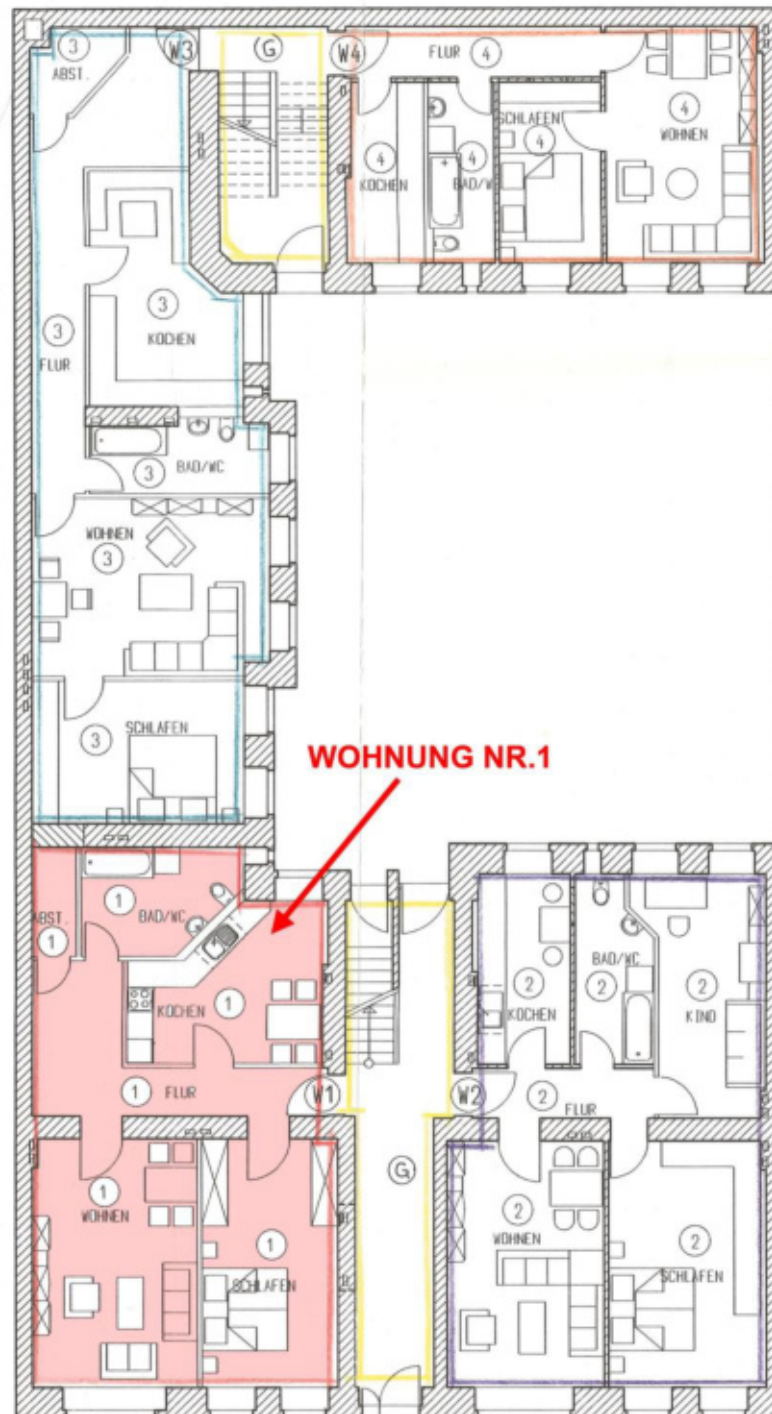 3
ABST.
W3
G
W4
FLUR 4
4
KOCHEN
4
BAD/W
SCHLAFEN
4
4
WOHNEN
3
KOCHEN
3
FLUR
3
BAD/WC
WOHNEN
3
3
SCHLAFEN
WOHNUNG NR.1
ABST.
1
1
BAD/WC
KOCHEN 1
1 FLUR
W1
1
WOHNEN
1
SCHLAFEN
G
W2
2
KOCHEN
BAD/WC
2
2
KIND
2
FLUR
2
WOHNEN
2
SCHLAFEN